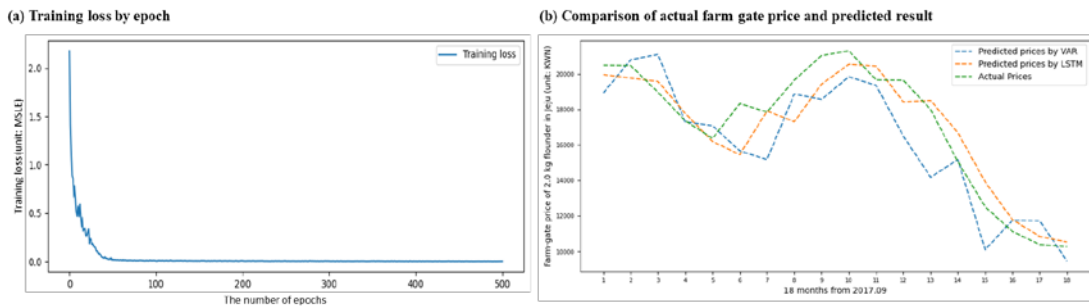 (a) Training loss by epoch
Training loss (unit: MSLE)
2.0
1.5
1.0
0.5
0.0
Training loss
0 100 200 300 400 500
The number of epochs
(b) Comparison of actual farm gate price and predicted result
Farm-gate price of 2.0 kg flounder in Jeju (unit: KWN)
20000
18000
16000
14000
12000
10000
Predicted prices by VAR
Predicted prices by LSTM
Actual Prices
1 2 3 4 5 6 7 8 9 10 11 12 13 14 15 16 17 18
18 months from 2017.09